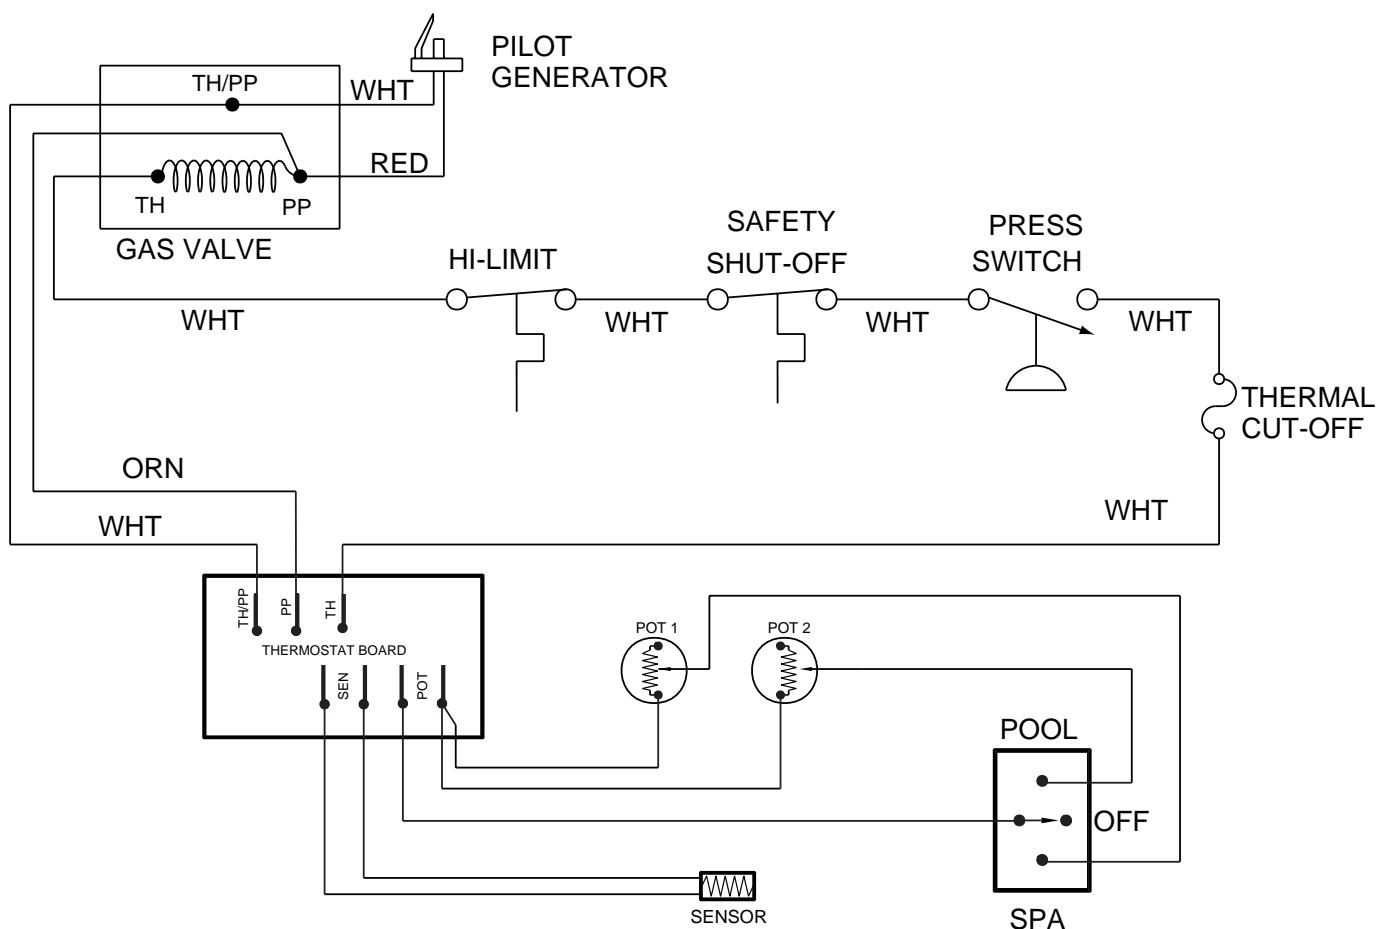 PILOT
GENERATOR
TH/PP
WHT
RED
TH
PP
GAS VALVE
SAFETY
SHUT-OFF
PRESS
SWITCH
HI-LIMIT
WHT
WHT
WHT
WHT
THERMAL
CUT-OFF
ORN
WHT
WHT
TH/PP
PP
TH
THERMOSTAT BOARD
SEN
POT
POT 1
POT 2
POOL
OFF
SPA
SENSOR